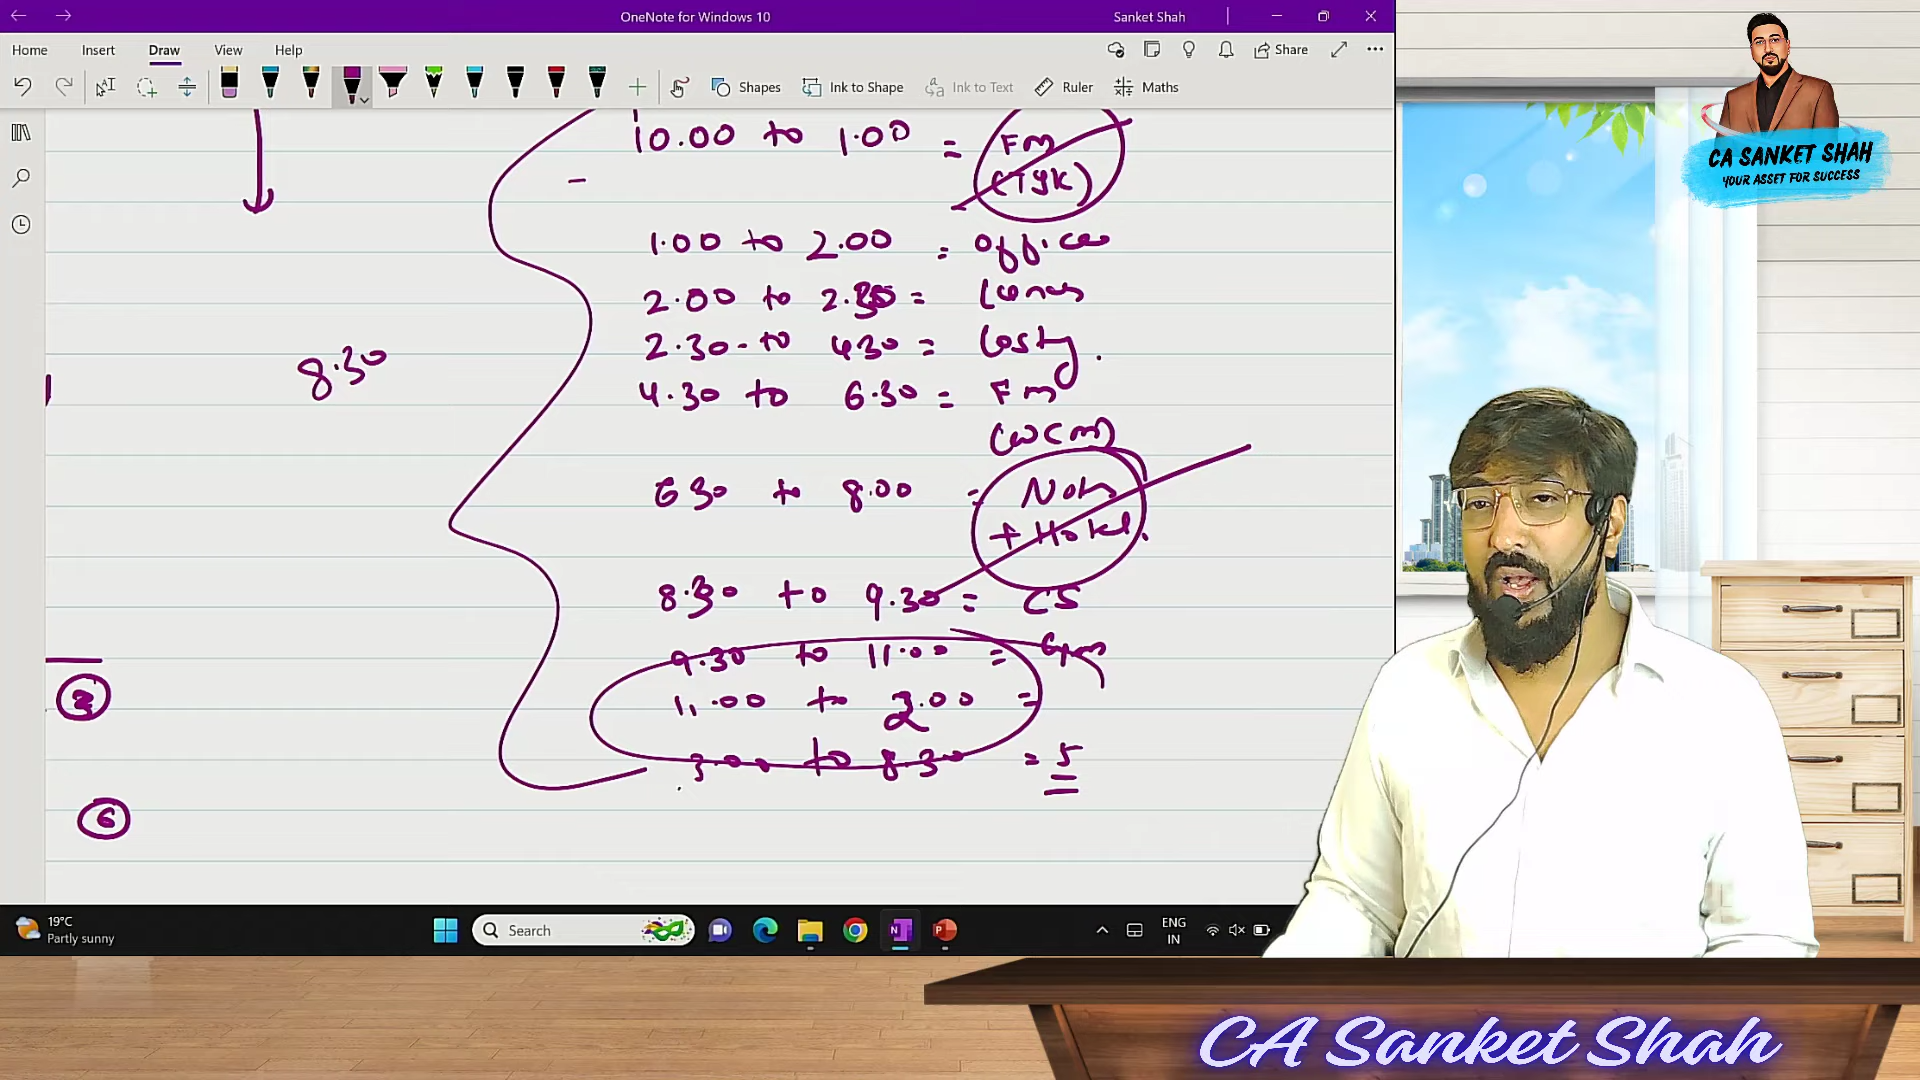 OneNote for Windows 10
Sanket Shah
Home Insert Draw View Help
Share
Shapes Ink to Shape Ink to Text Ruler Maths
10.00 to 1.00 = Fm
(TYK)
1.00 to 2.00 = Office
2.00 to 2.30 =
2.30 - to 4.30 = Costing.
4.30 to 6.30 = Fm
(WCM)
6.30 to 8.00 =
+ Hotel.
8.30 to 9.30 = CS
9.30 to 11.00 = Gym
11.00 to 2.00 =
3.00 to 8.30 = 5
8.30
6
CA SANKET SHAH
YOUR ASSET FOR SUCCESS
19°C
Partly sunny
Search
ENG
IN
CA Sanket Shah